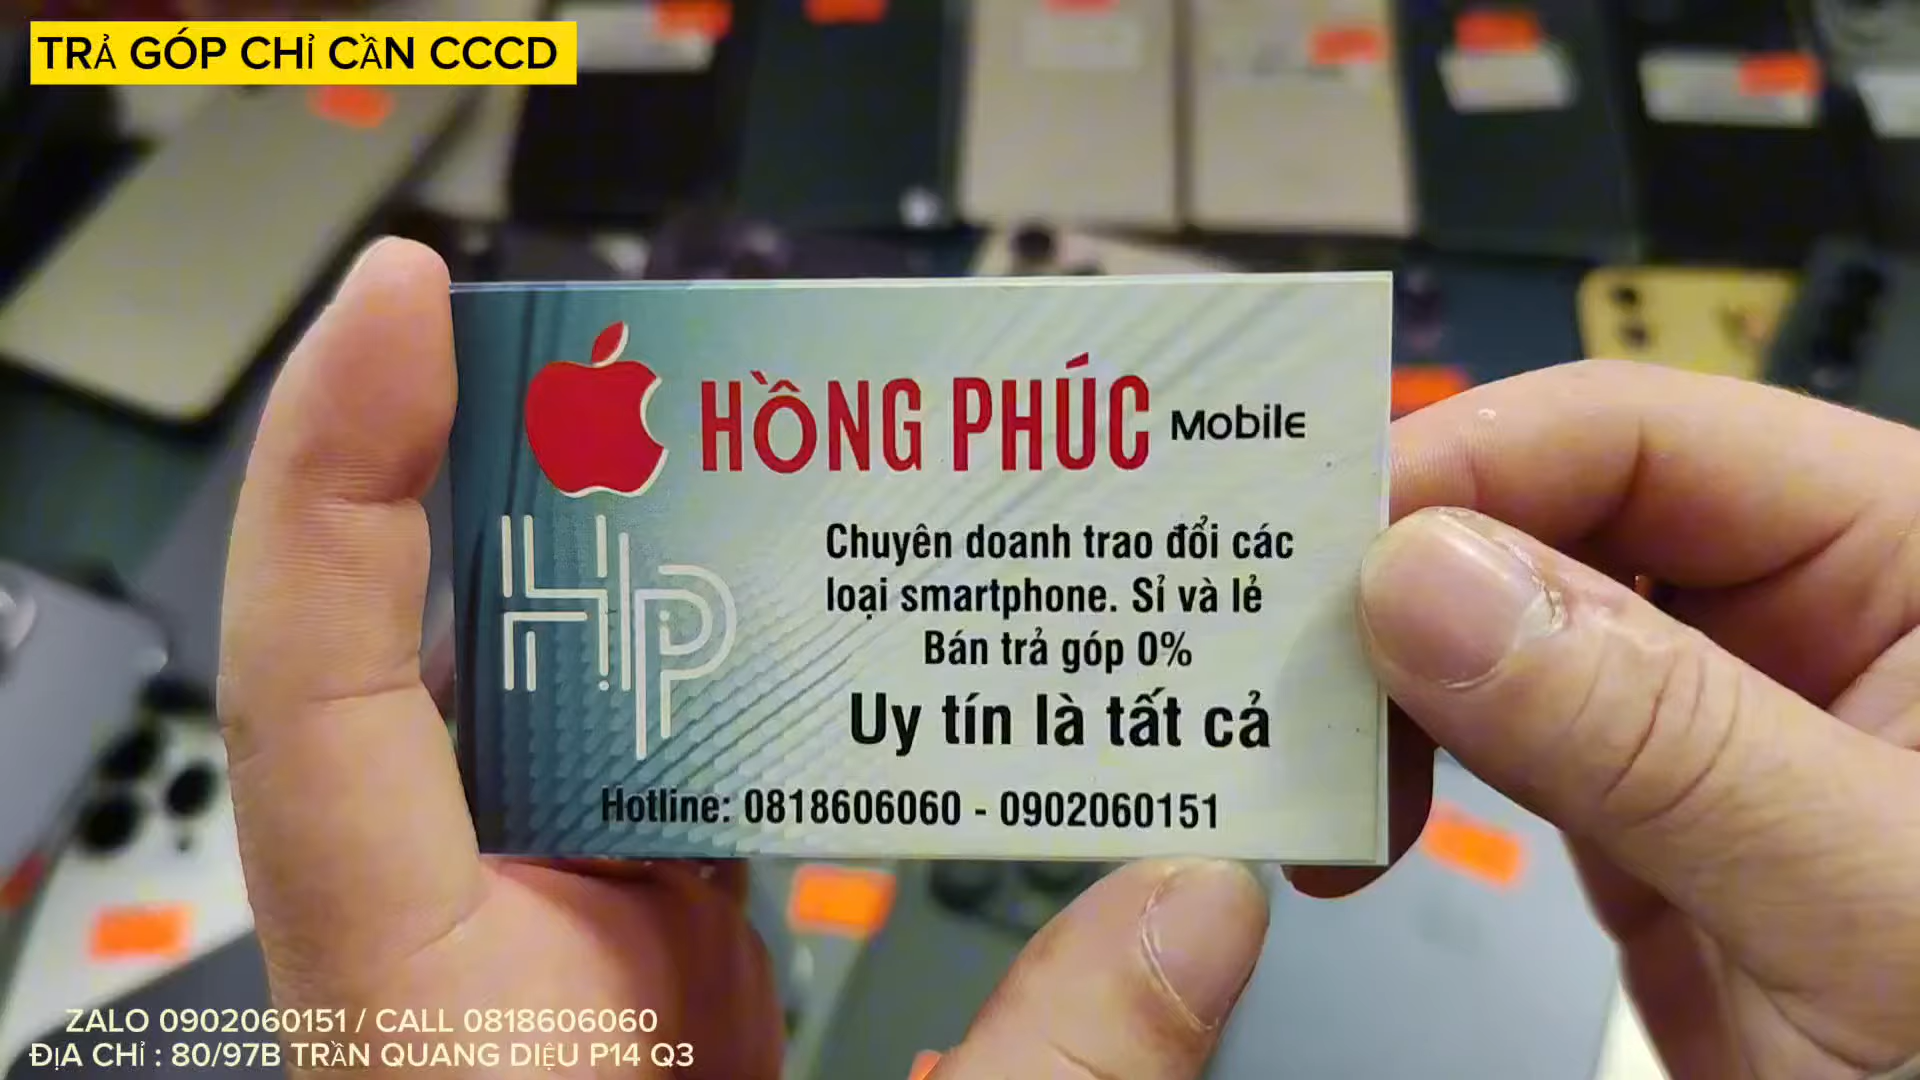 TRẢ GÓP CHỈ CẦN CCCD
HỒNG PHÚC Mobile
HP
Chuyên doanh trao đổi các
loại smartphone. Sỉ và lẻ
Bán trả góp 0%
Uy tín là tất cả
Hotline: 0818606060 - 0902060151
ZALO 0902060151 / CALL 0818606060
ĐỊA CHỈ : 80/97B TRẦN QUANG DIỆU P14 Q3